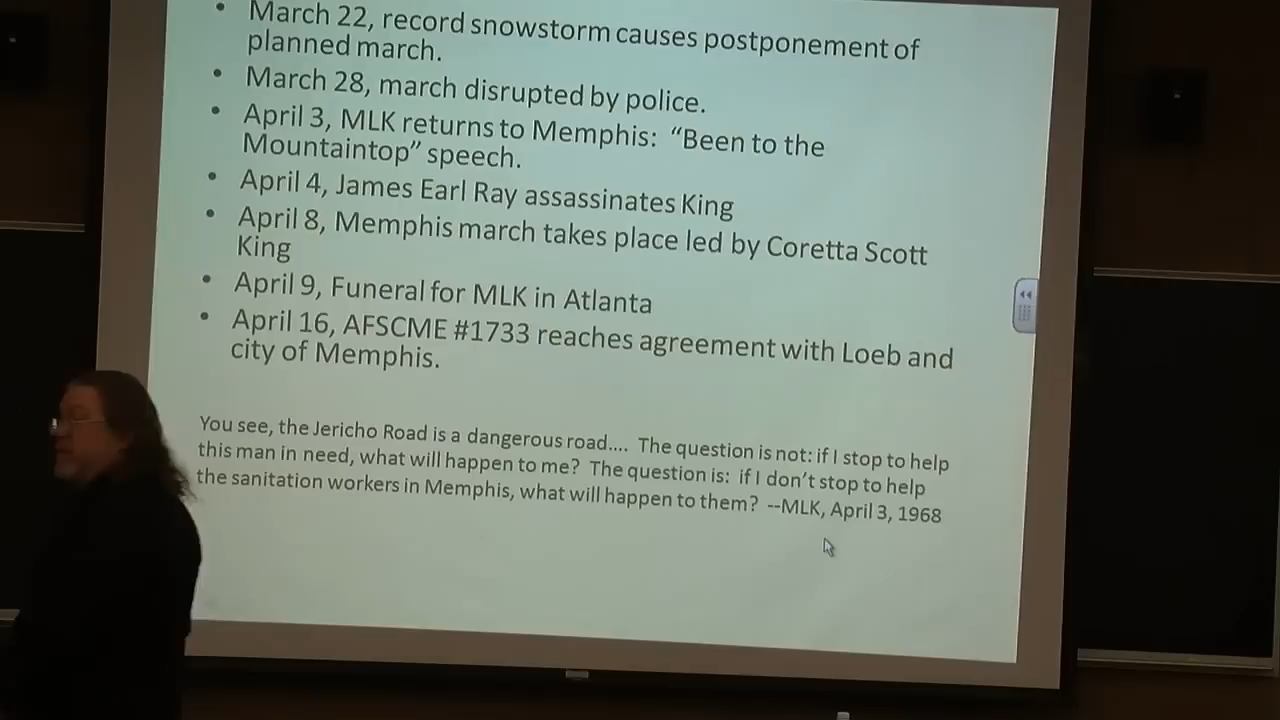 • March 22, record snowstorm causes postponement of
planned march.
• March 28, march disrupted by police.
• April 3, MLK returns to Memphis: “Been to the
Mountaintop” speech.
• April 4, James Earl Ray assassinates King
• April 8, Memphis march takes place led by Coretta Scott
King
• April 9, Funeral for MLK in Atlanta
• April 16, AFSCME #1733 reaches agreement with Loeb and
city of Memphis.
You see, the Jericho Road is a dangerous road.... The question is not: if I stop to help
this man in need, what will happen to me? The question is: if I don’t stop to help
the sanitation workers in Memphis, what will happen to them? --MLK, April 3, 1968